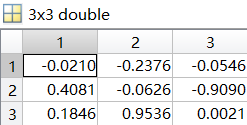 3x3 double
1 2 3
1 -0.0210 -0.2376 -0.0546
2 0.4081 -0.0626 -0.9090
3 0.1846 0.9536 0.0021